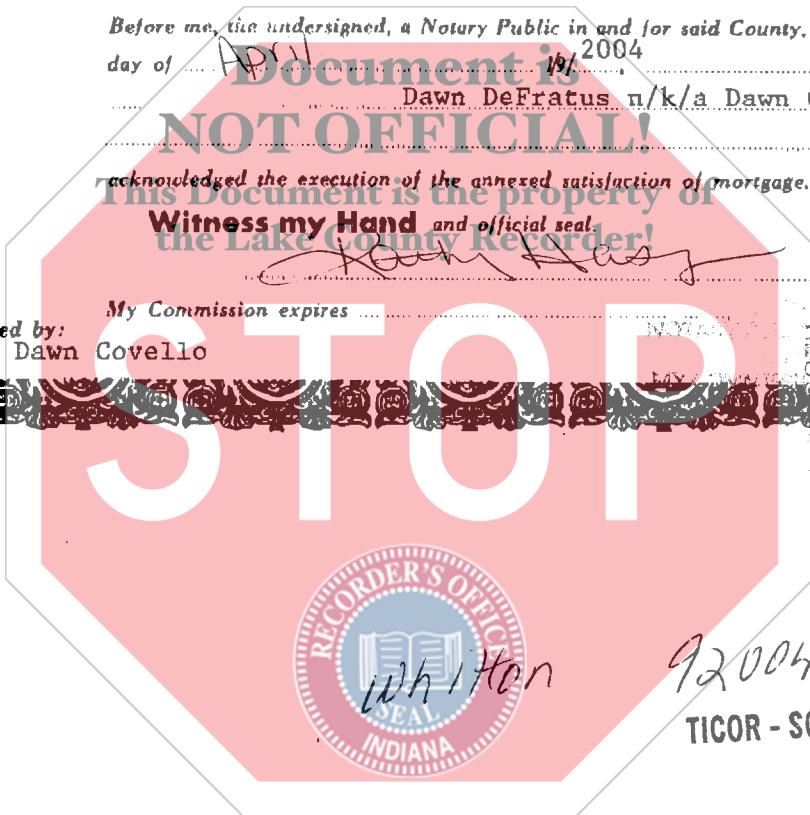 Before me, the undersigned, a Notary Public in and for said County,
day of April 19/ 2004
Document is
Dawn DeFratus n/k/a Dawn
NOT OFFICIAL!
acknowledged the execution of the annexed satisfaction of mortgage.
This Document is the property of
Witness my Hand and official seal.
the Lake County Recorder!
My Commission expires
ed by:
Dawn Covello
STOP
RECORDER'S OFFICE
SEAL
INDIANA
Whitton
92004
TICOR - SO